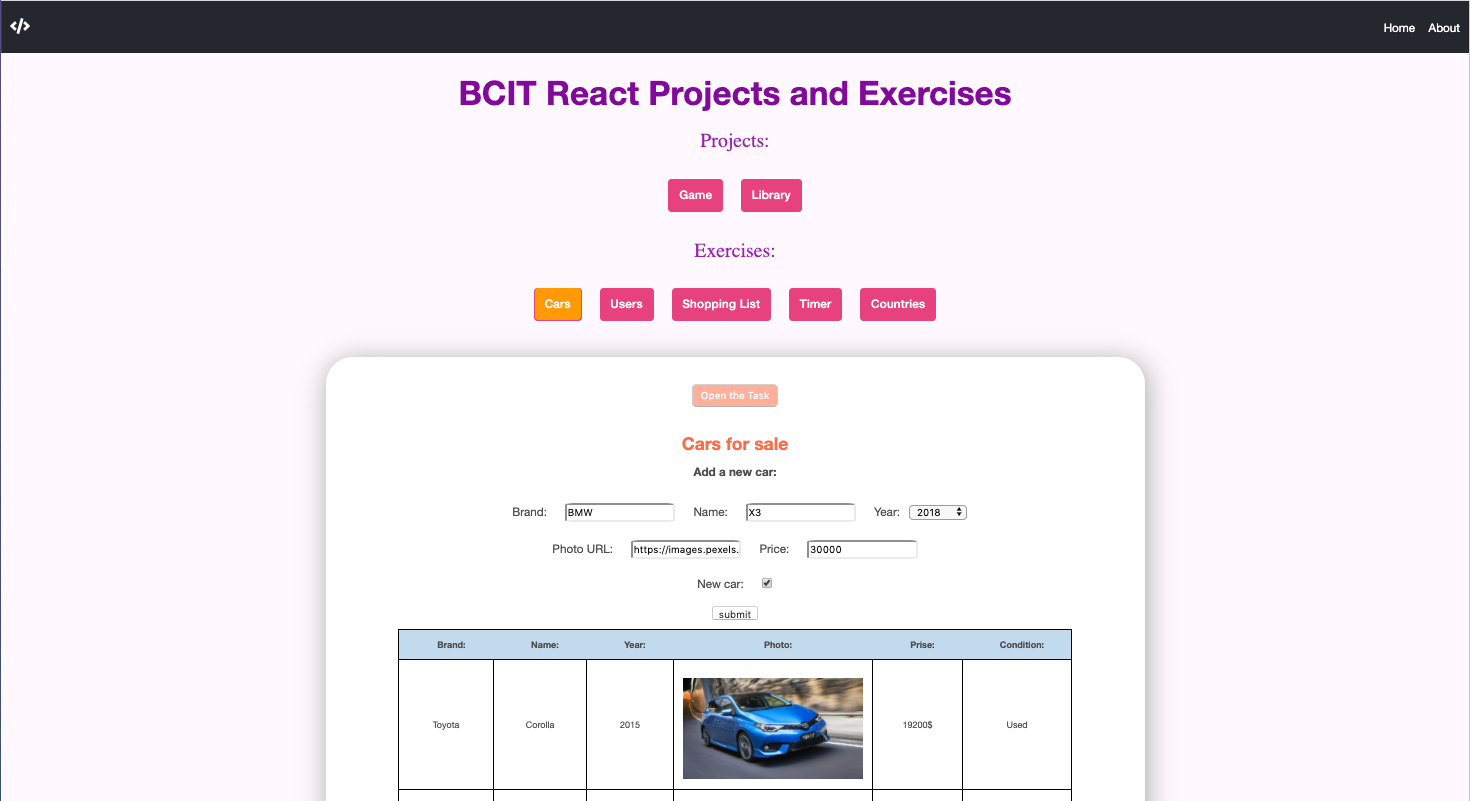 </> Home About
BCIT React Projects and Exercises
Projects:
Game Library
Exercises:
Cars Users Shopping List Timer Countries
Open the Task
Cars for sale
Add a new car:
Brand: BMW Name: X3 Year: 2018
Photo URL: https://images.pexels. Price: 30000
New car:
submit
Brand: Name: Year: Photo: Prise: Condition:
Toyota Corolla 2015 19200$ Used